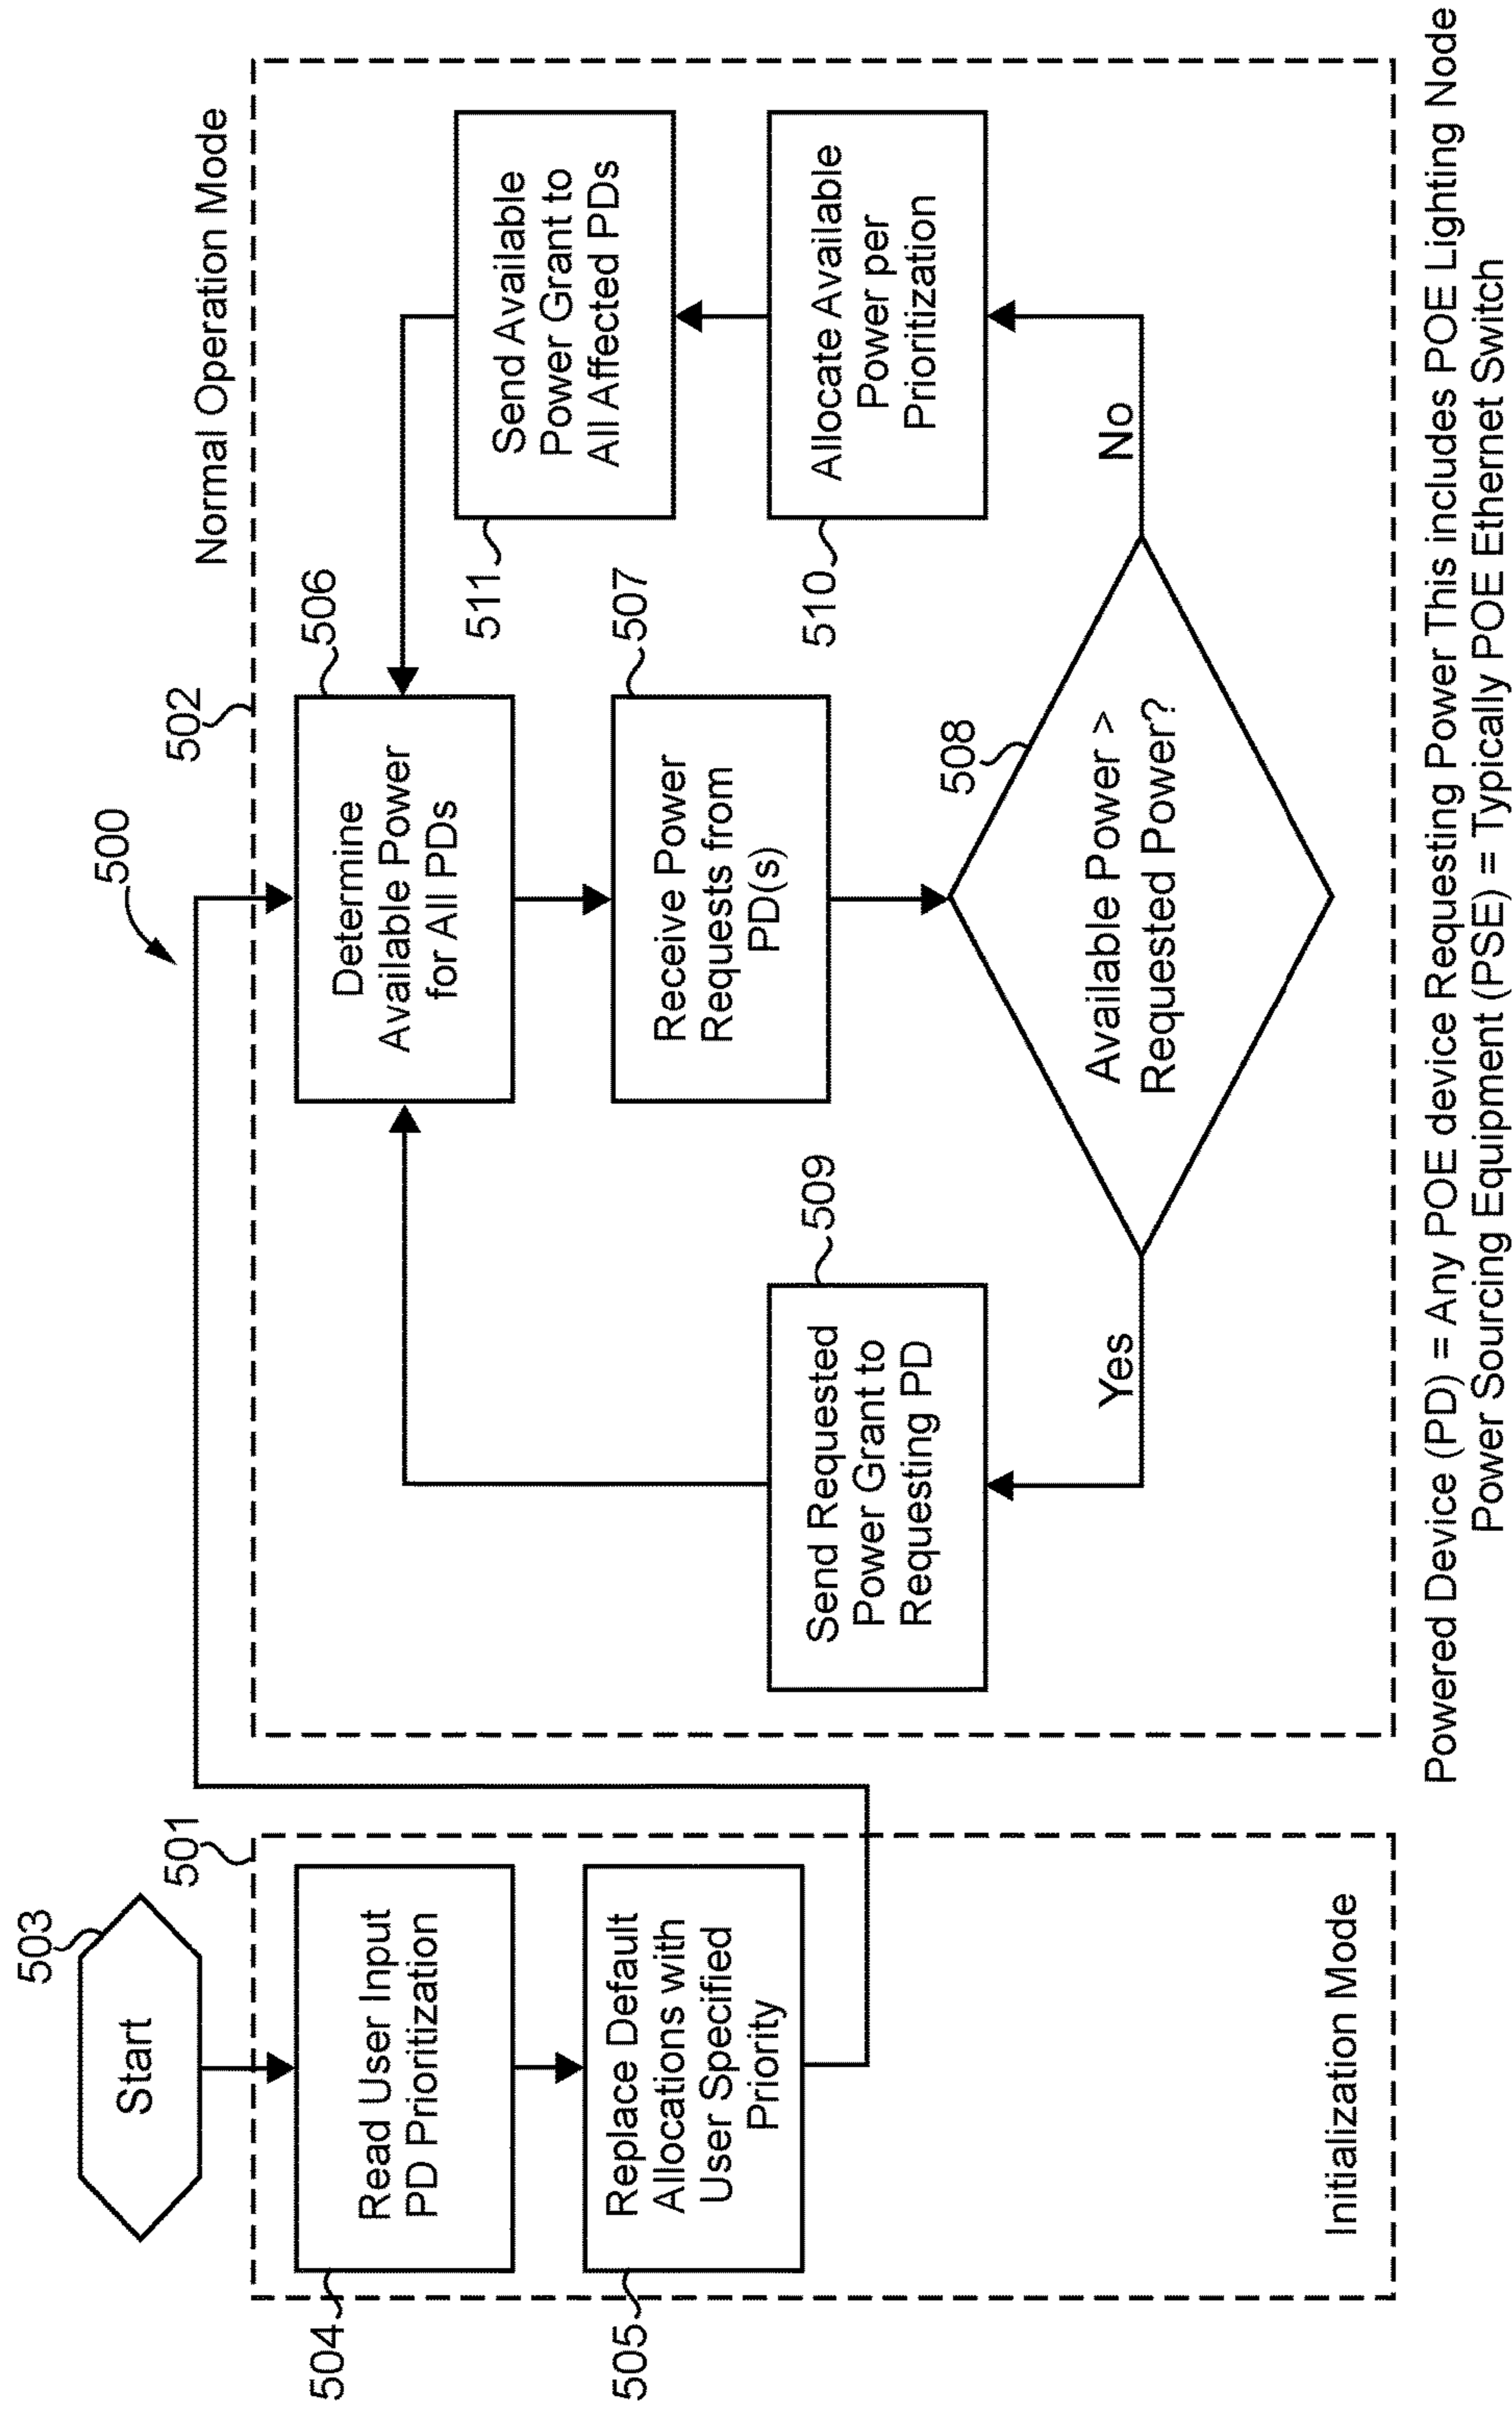 500
503
Start
501
504
Read User Input
PD Prioritization
505
Replace Default
Allocations with
User Specified
Priority
Initialization Mode
502
Normal Operation Mode
506
Determine
Available Power
for All PDs
507
Receive Power
Requests from
PD(s)
508
Available Power >
Requested Power?
Yes
509
Send Requested
Power Grant to
Requesting PD
No
510
Allocate Available
Power per
Prioritization
511
Send Available
Power Grant to
All Affected PDs
Powered Device (PD) = Any POE device Requesting Power This includes POE Lighting Node
Power Sourcing Equipment (PSE) = Typically POE Ethernet Switch